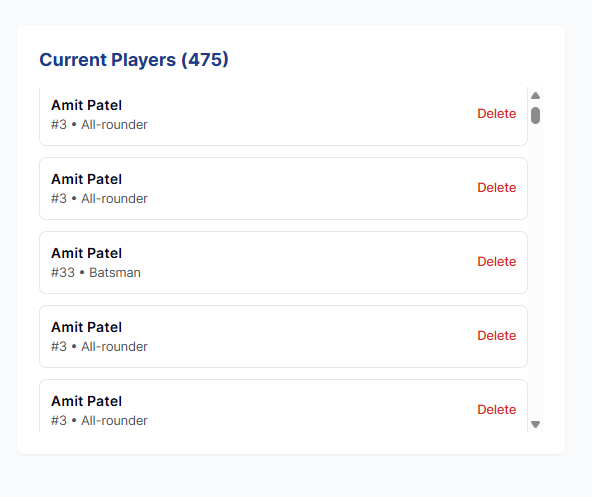 Current Players (475)
Amit Patel
#3 • All-rounder
Delete
Amit Patel
#3 • All-rounder
Delete
Amit Patel
#33 • Batsman
Delete
Amit Patel
#3 • All-rounder
Delete
Amit Patel
#3 • All-rounder
Delete